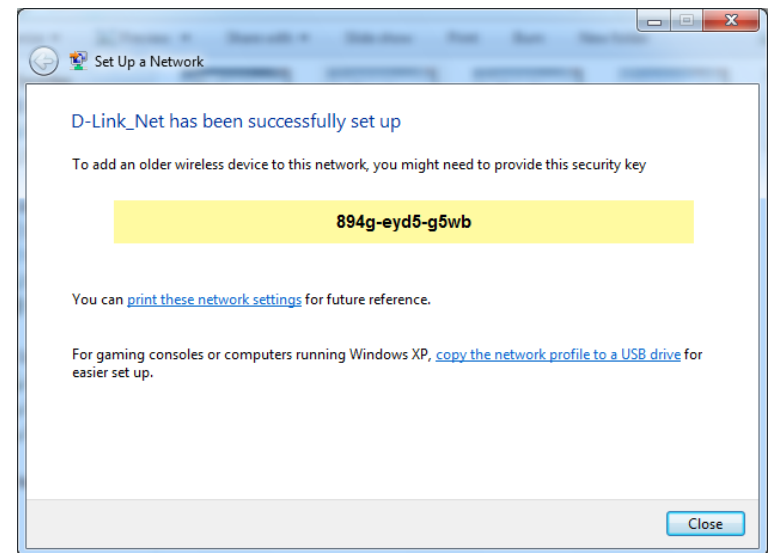 Set Up a Network
D-Link_Net has been successfully set up
To add an older wireless device to this network, you might need to provide this security key
894g-eyd5-g5wb
You can print these network settings for future reference.
For gaming consoles or computers running Windows XP, copy the network profile to a USB drive for
easier set up.
Close